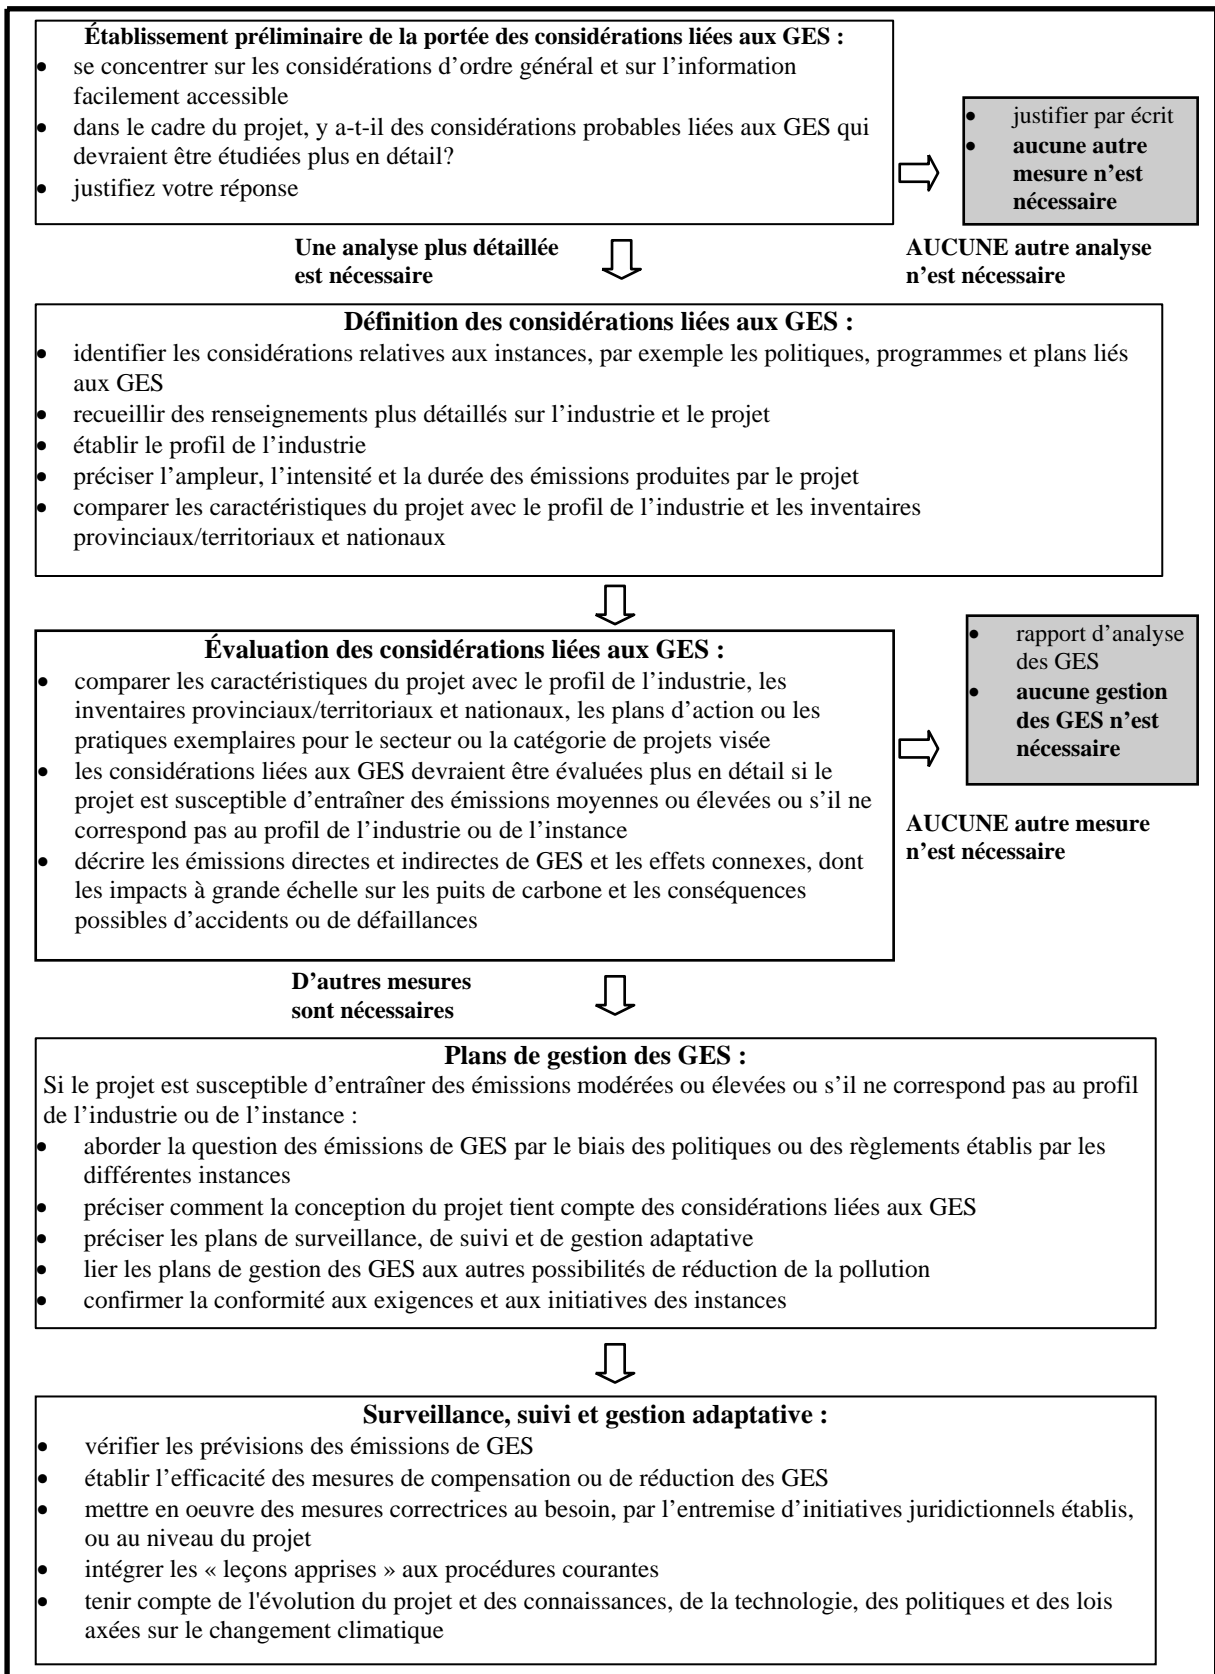 Établissement préliminaire de la portée des considérations liées aux GES :
• se concentrer sur les considérations d'ordre général et sur l'information
facilement accessible
• dans le cadre du projet, y a-t-il des considérations probables liées aux GES qui
devraient être étudiées plus en détail?
• justifiez votre réponse
• justifier par écrit
• aucune autre
mesure n'est
nécessaire
Une analyse plus détaillée
est nécessaire
AUCUNE autre analyse
n'est nécessaire
Définition des considérations liées aux GES :
• identifier les considérations relatives aux instances, par exemple les politiques, programmes et plans liés
aux GES
• recueillir des renseignements plus détaillés sur l'industrie et le projet
• établir le profil de l'industrie
• préciser l'ampleur, l'intensité et la durée des émissions produites par le projet
• comparer les caractéristiques du projet avec le profil de l'industrie et les inventaires
provinciaux/territoriaux et nationaux
Évaluation des considérations liées aux GES :
• comparer les caractéristiques du projet avec le profil de l'industrie, les
inventaires provinciaux/territoriaux et nationaux, les plans d'action ou les
pratiques exemplaires pour le secteur ou la catégorie de projets visée
• les considérations liées aux GES devraient être évaluées plus en détail si le
projet est susceptible d'entraîner des émissions moyennes ou élevées ou s'il ne
correspond pas au profil de l'industrie ou de l'instance
• décrire les émissions directes et indirectes de GES et les effets connexes, dont
les impacts à grande échelle sur les puits de carbone et les conséquences
possibles d'accidents ou de défaillances
• rapport d'analyse
des GES
• aucune gestion
des GES n'est
nécessaire
AUCUNE autre mesure
n'est nécessaire
D'autres mesures
sont nécessaires
Plans de gestion des GES :
Si le projet est susceptible d'entraîner des émissions modérées ou élevées ou s'il ne correspond pas au profil
de l'industrie ou de l'instance :
• aborder la question des émissions de GES par le biais des politiques ou des règlements établis par les
différentes instances
• préciser comment la conception du projet tient compte des considérations liées aux GES
• préciser les plans de surveillance, de suivi et de gestion adaptative
• lier les plans de gestion des GES aux autres possibilités de réduction de la pollution
• confirmer la conformité aux exigences et aux initiatives des instances
Surveillance, suivi et gestion adaptative :
• vérifier les prévisions des émissions de GES
• établir l'efficacité des mesures de compensation ou de réduction des GES
• mettre en oeuvre des mesures correctrices au besoin, par l'entremise d'initiatives juridictionnels établis,
ou au niveau du projet
• intégrer les « leçons apprises » aux procédures courantes
• tenir compte de l'évolution du projet et des connaissances, de la technologie, des politiques et des lois
axées sur le changement climatique